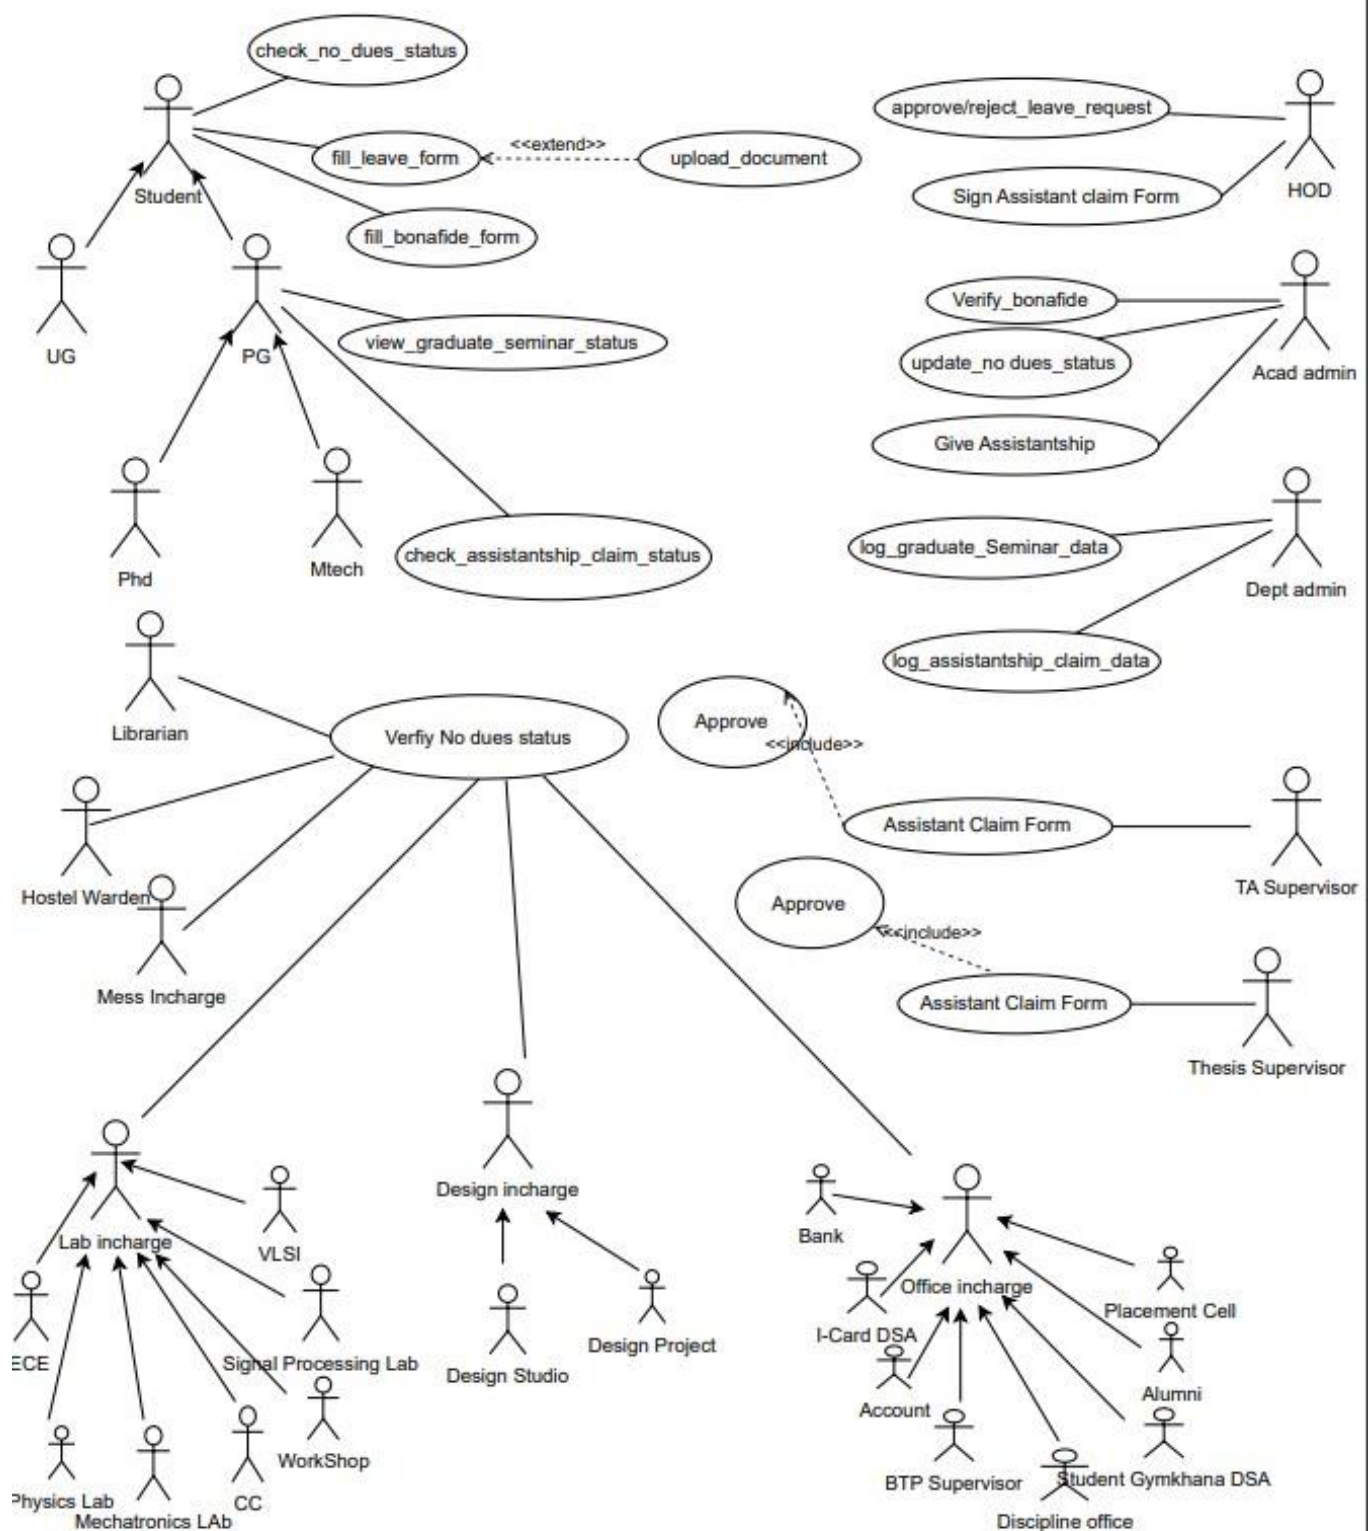 check_no_dues_status
approve/reject_leave_request
fill_leave_form
<<extend>>
upload_document
Student
Sign Assistant claim Form
HOD
fill_bonafide_form
Verify_bonafide
view_graduate_seminar_status
UG
PG
update_no dues_status
Acad admin
Give Assistantship
check_assistantship_claim_status
Phd
Mtech
log_graduate_Seminar_data
Dept admin
log_assistantship_claim_data
Librarian
Verfiy No dues status
Approve
<<include>>
Assistant Claim Form
TA Supervisor
Hostel Warden
Approve
<<include>>
Mess Incharge
Assistant Claim Form
Thesis Supervisor
Lab incharge
VLSI
Design incharge
Bank
Office incharge
Placement Cell
ECE
Signal Processing Lab
Design Studio
Design Project
I-Card DSA
Account
Alumni
Physics Lab
Mechatronics LAb
CC
WorkShop
BTP Supervisor
Student Gymkhana DSA
Discipline office